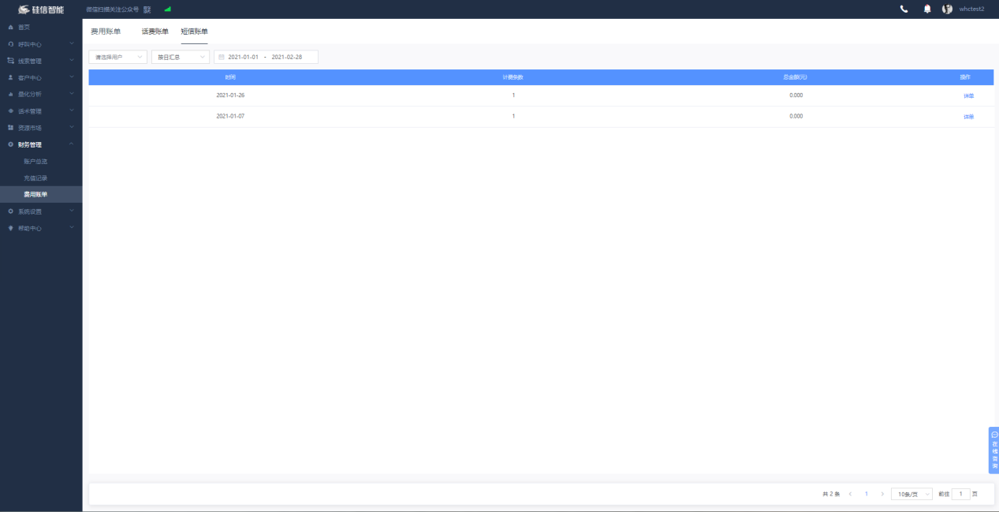 硅信智能 微信扫描关注公众号 whctest2
首页
呼叫中心
线索管理
客户中心
量化分析
话术管理
资源市场
财务管理
账户总览
充值记录
费用账单
系统设置
帮助中心
费用账单 话费账单 短信账单
请选择用户 按日汇总 2021-01-01 - 2021-02-28
时间 计费条数 总金额(元) 操作
2021-01-26 1 0.000 详单
2021-01-07 1 0.000 详单
在线咨询
共 2 条 1 10条/页 前往 1 页